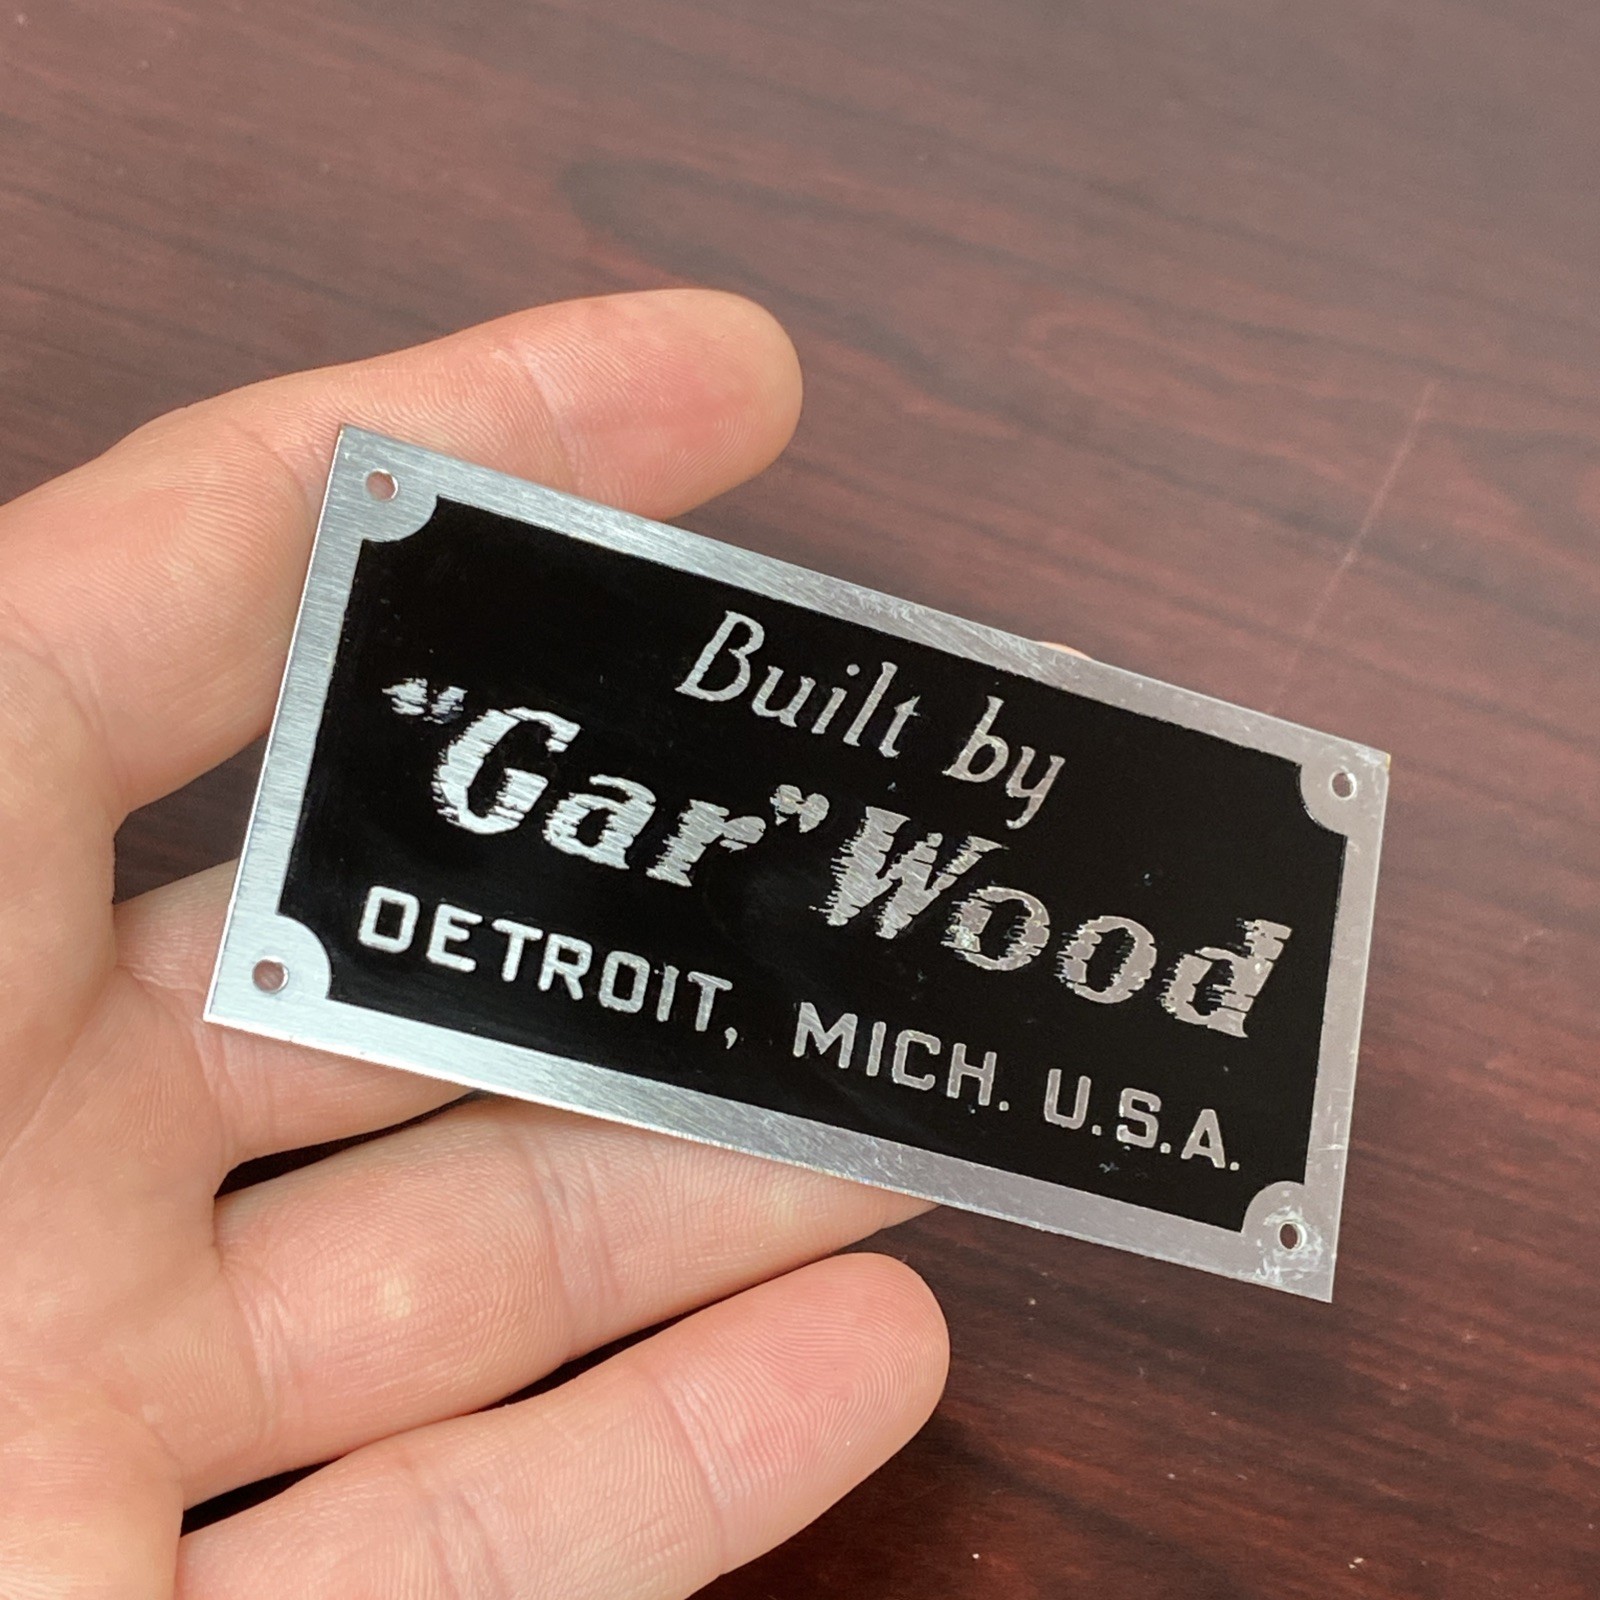 Built by
"Gar" Wood
DETROIT, MICH. U.S.A.